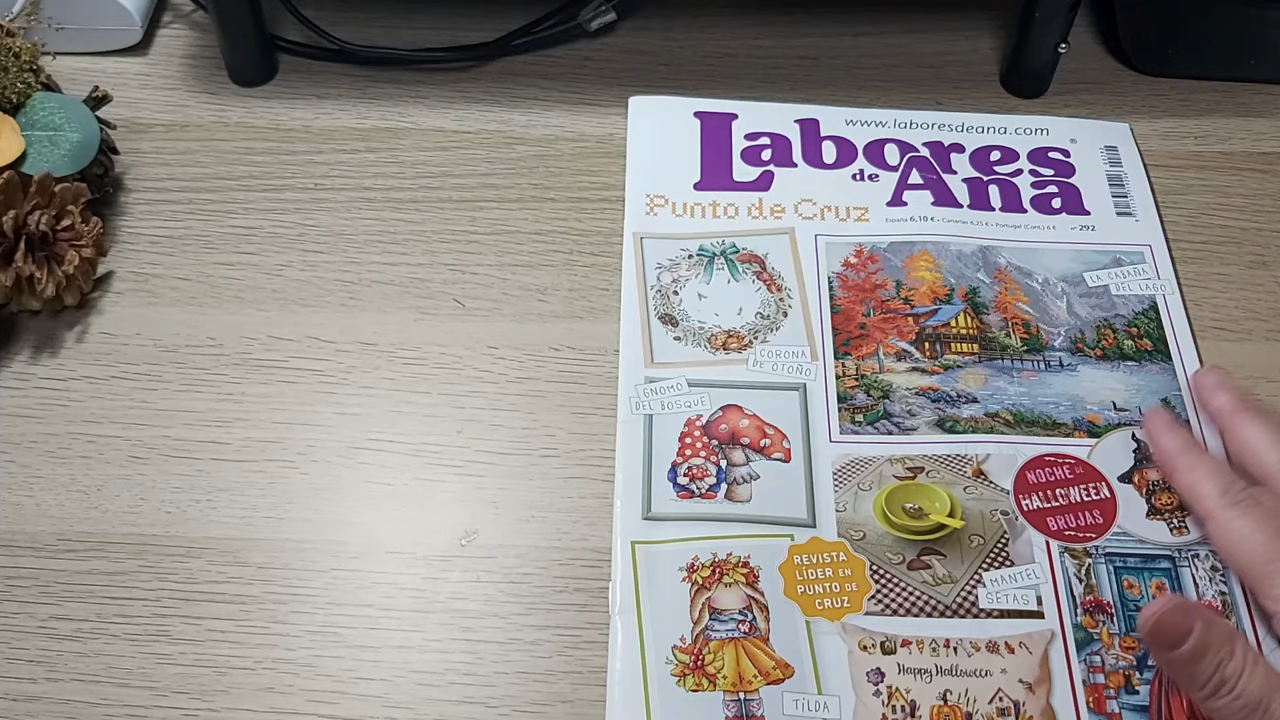 www.laboresdeana.com
Labores
de Ana
®
Punto de Cruz
España 6,10 € • Canarias 6,25 € • Portugal (Cont.) 6 €
nº 292
CORONA
DE OTOÑO
LA CABAÑA
DEL LAGO
GNOMO
DEL BOSQUE
NOCHE DE
HALLOWEEN
BRUJAS
REVISTA
LÍDER EN
PUNTO DE
CRUZ
MANTEL
SETAS
Happy Halloween
TILDA